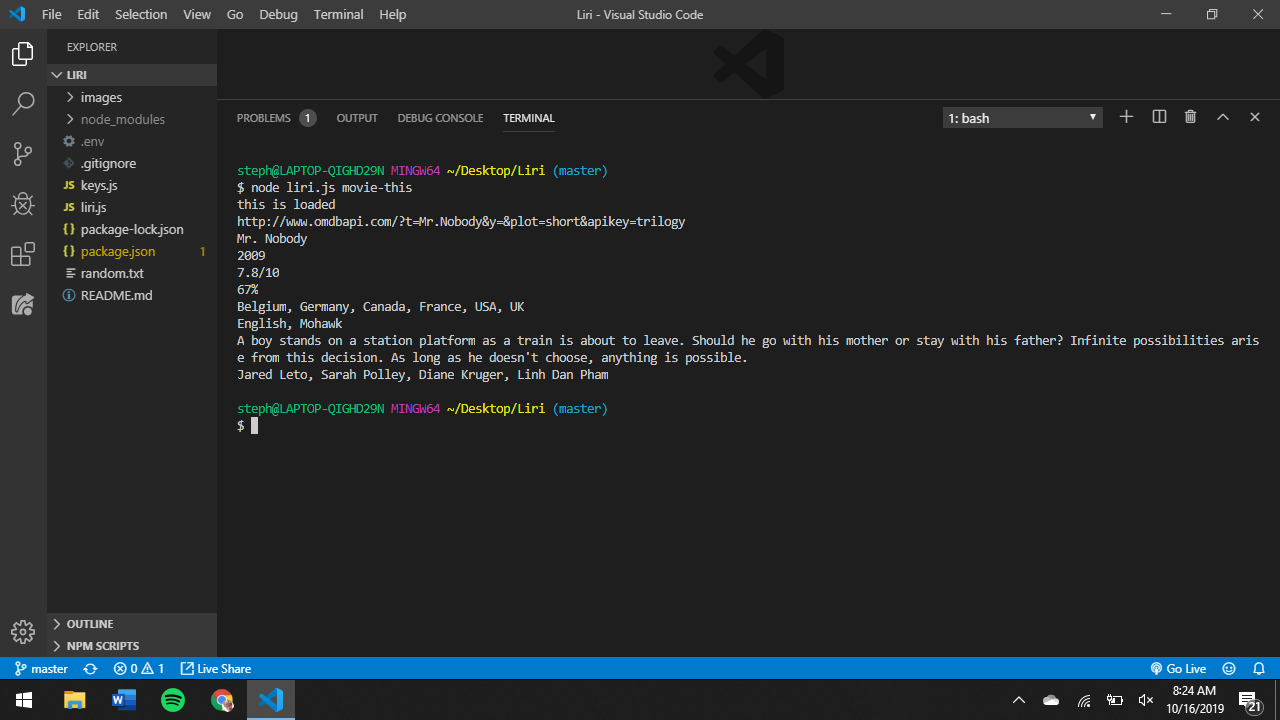 File Edit Selection View Go Debug Terminal Help
Liri - Visual Studio Code
EXPLORER
LIRI
images
node_modules
.env
.gitignore
JS keys.js
JS liri.js
{} package-lock.json
{} package.json 1
random.txt
README.md
OUTLINE
NPM SCRIPTS
PROBLEMS 1 OUTPUT DEBUG CONSOLE TERMINAL
1: bash
steph@LAPTOP-QIGHD29N MINGW64 ~/Desktop/Liri (master)
$ node liri.js movie-this
this is loaded
http://www.omdbapi.com/?t=Mr.Nobody&y=&plot=short&apikey=trilogy
Mr. Nobody
2009
7.8/10
67%
Belgium, Germany, Canada, France, USA, UK
English, Mohawk
A boy stands on a station platform as a train is about to leave. Should he go with his mother or stay with his father? Infinite possibilities aris
e from this decision. As long as he doesn't choose, anything is possible.
Jared Leto, Sarah Polley, Diane Kruger, Linh Dan Pham
steph@LAPTOP-QIGHD29N MINGW64 ~/Desktop/Liri (master)
$
master 0 1 Live Share
Go Live
8:24 AM
10/16/2019
21